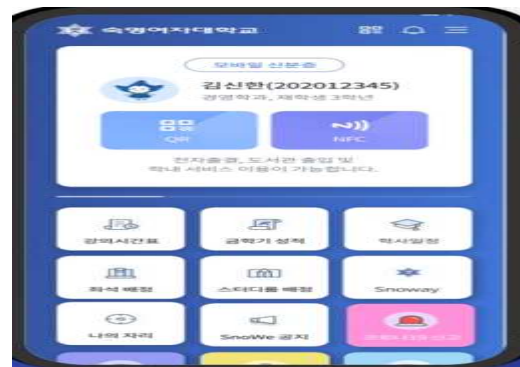 숙명여자대학교
모바일 신분증
김신한(202012345)
경영학과, 재학생 3학년
QR
NFC
전자출결, 도서관 출입 및
학내 서비스 이용이 가능합니다.
강의시간표
금학기 성적
학사일정
좌석 배정
스터디룸 배정
Snoway
나의 자리
SnoWe 공지